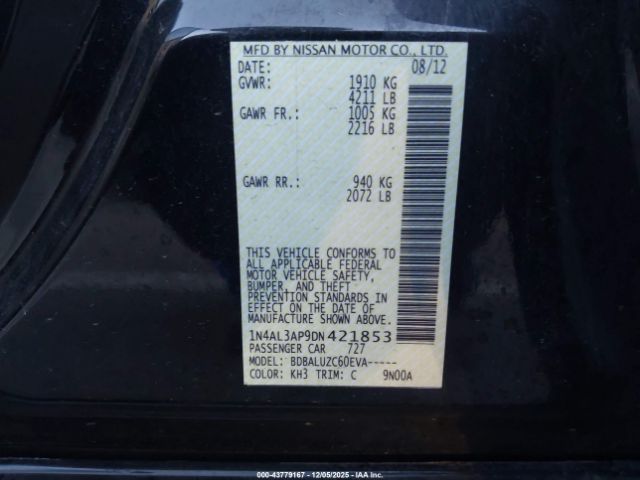 MFD BY NISSAN MOTOR CO., LTD.
DATE: 08/12
GVWR: 1910 KG
4211 LB
GAWR FR.: 1005 KG
2216 LB
GAWR RR.: 940 KG
2072 LB
THIS VEHICLE CONFORMS TO
ALL APPLICABLE FEDERAL
MOTOR VEHICLE SAFETY,
BUMPER, AND THEFT
PREVENTION STANDARDS IN
EFFECT ON THE DATE OF
MANUFACTURE SHOWN ABOVE.
1N4AL3AP9DN421853
PASSENGER CAR 727
MODEL: BDBALUZC60EVA-----
COLOR: KH3 TRIM: C 9N00A
000-43779167 - 12/05/2025 - IAA Inc.